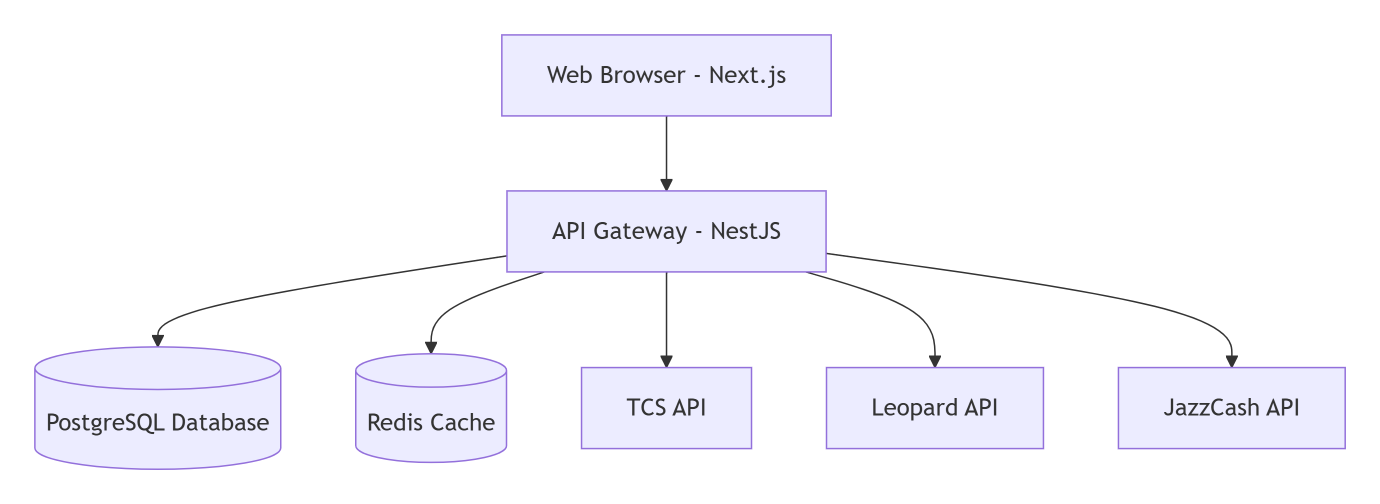 Web Browser - Next.js
API Gateway - NestJS
PostgreSQL Database
Redis Cache
TCS API
Leopard API
JazzCash API